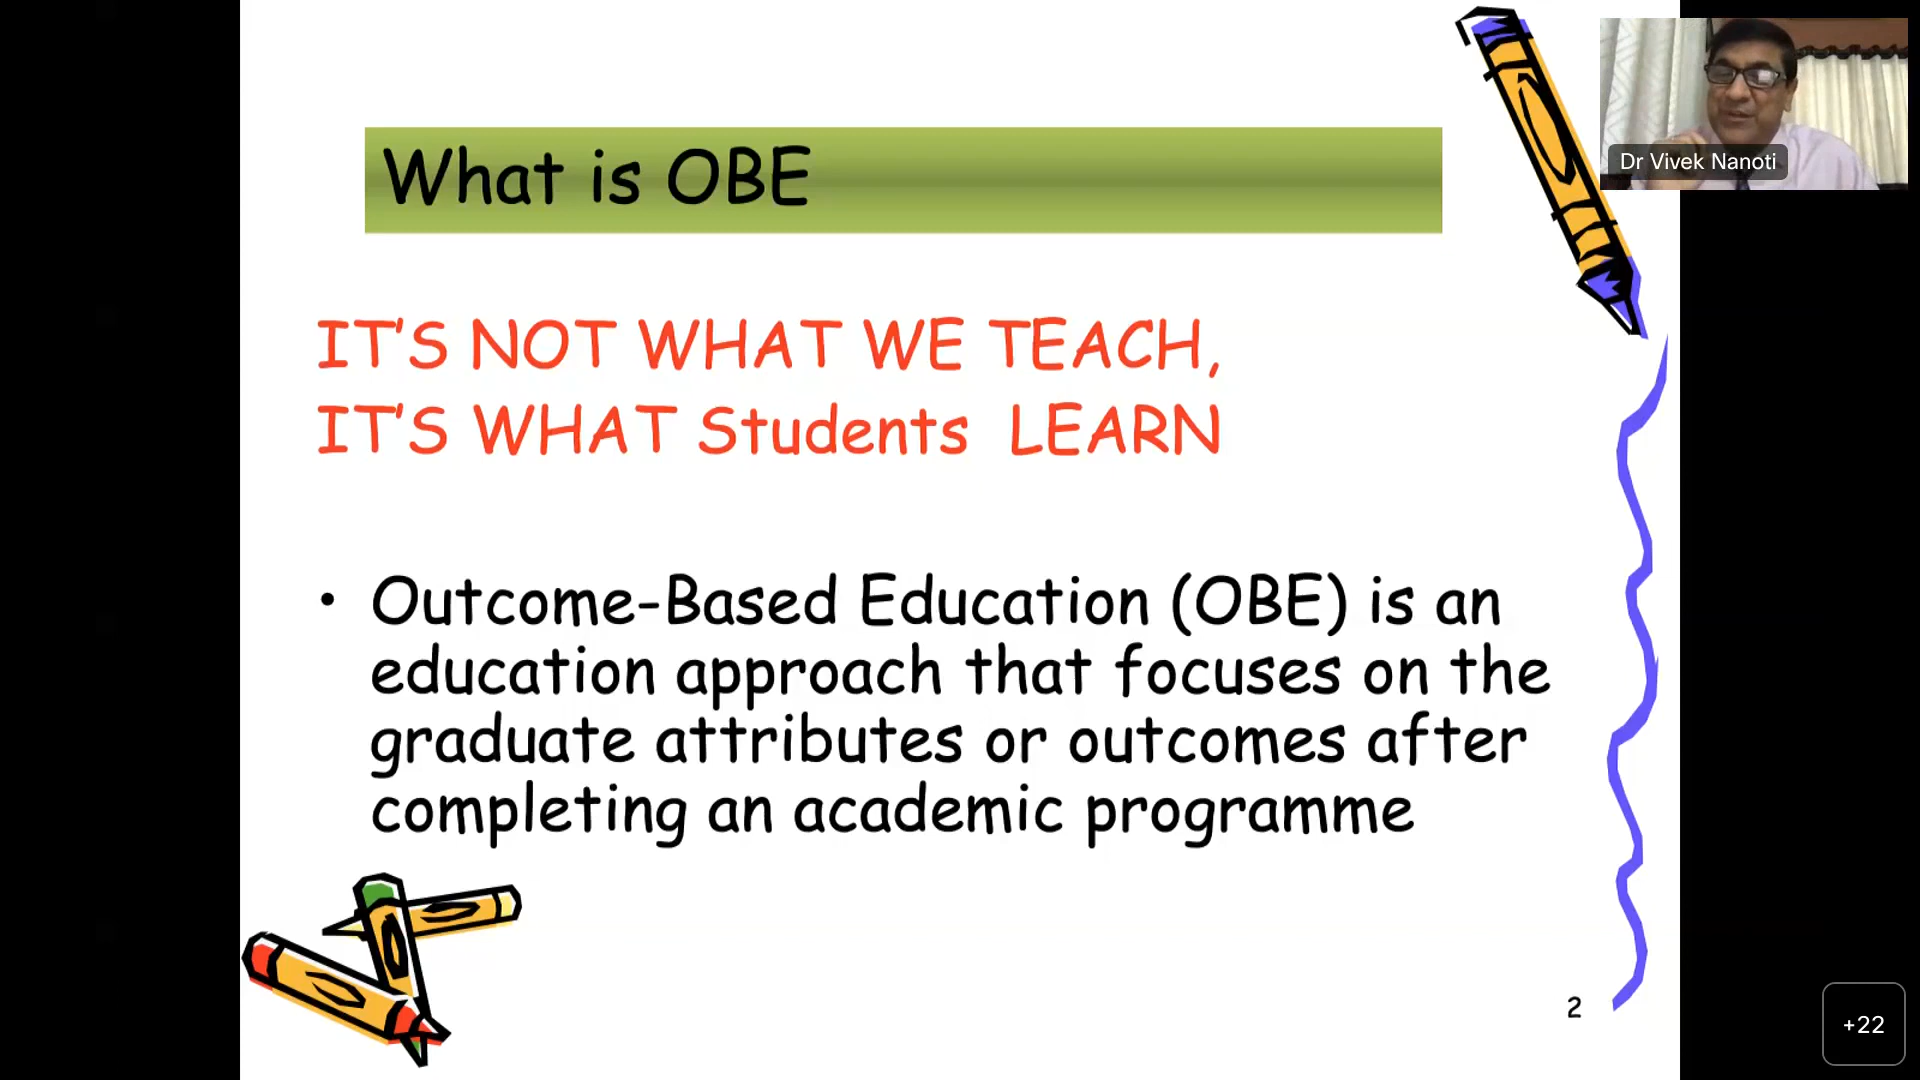 What is OBE
Dr Vivek Nanoti
IT'S NOT WHAT WE TEACH,
IT'S WHAT Students LEARN
• Outcome-Based Education (OBE) is an
education approach that focuses on the
graduate attributes or outcomes after
completing an academic programme
2
+22